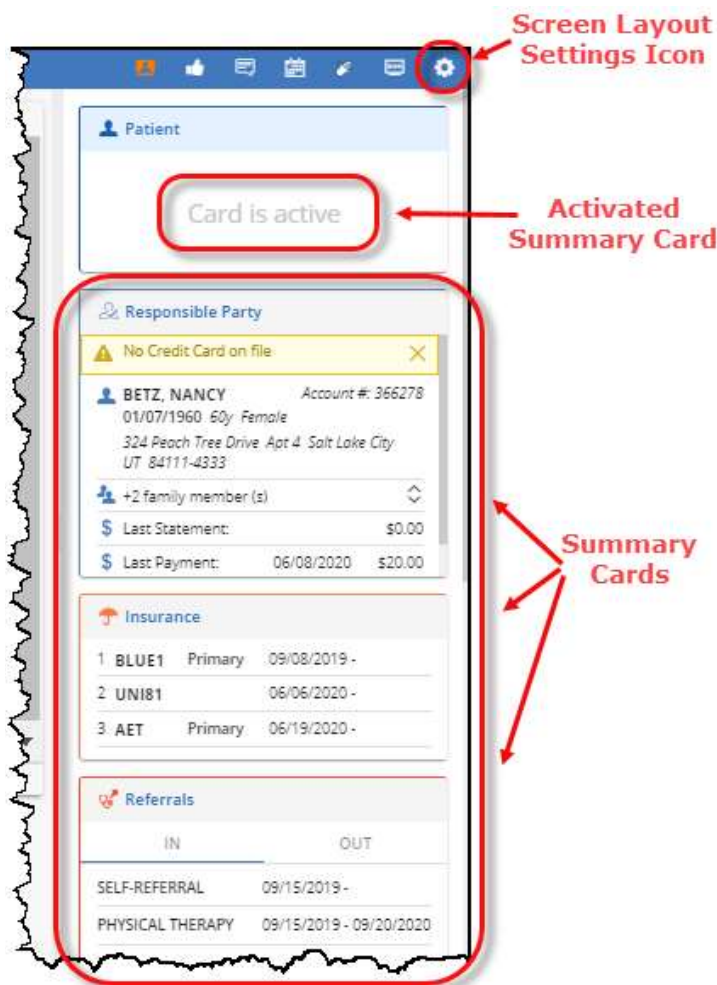 Screen Layout
Settings Icon
Patient
Card is active
Activated
Summary Card
Responsible Party
No Credit Card on file
BETZ, NANCY Account #: 366278
01/07/1960 60y Female
324 Peach Tree Drive Apt 4 Salt Lake City
UT 84111-4333
+2 family member (s)
$ Last Statement: $0.00
$ Last Payment: 06/08/2020 $20.00
Summary
Cards
Insurance
1 BLUE1 Primary 09/08/2019 -
2 UNI81 06/06/2020 -
3 AET Primary 06/19/2020 -
Referrals
IN OUT
SELF-REFERRAL 09/15/2019 -
PHYSICAL THERAPY 09/15/2019 - 09/20/2020